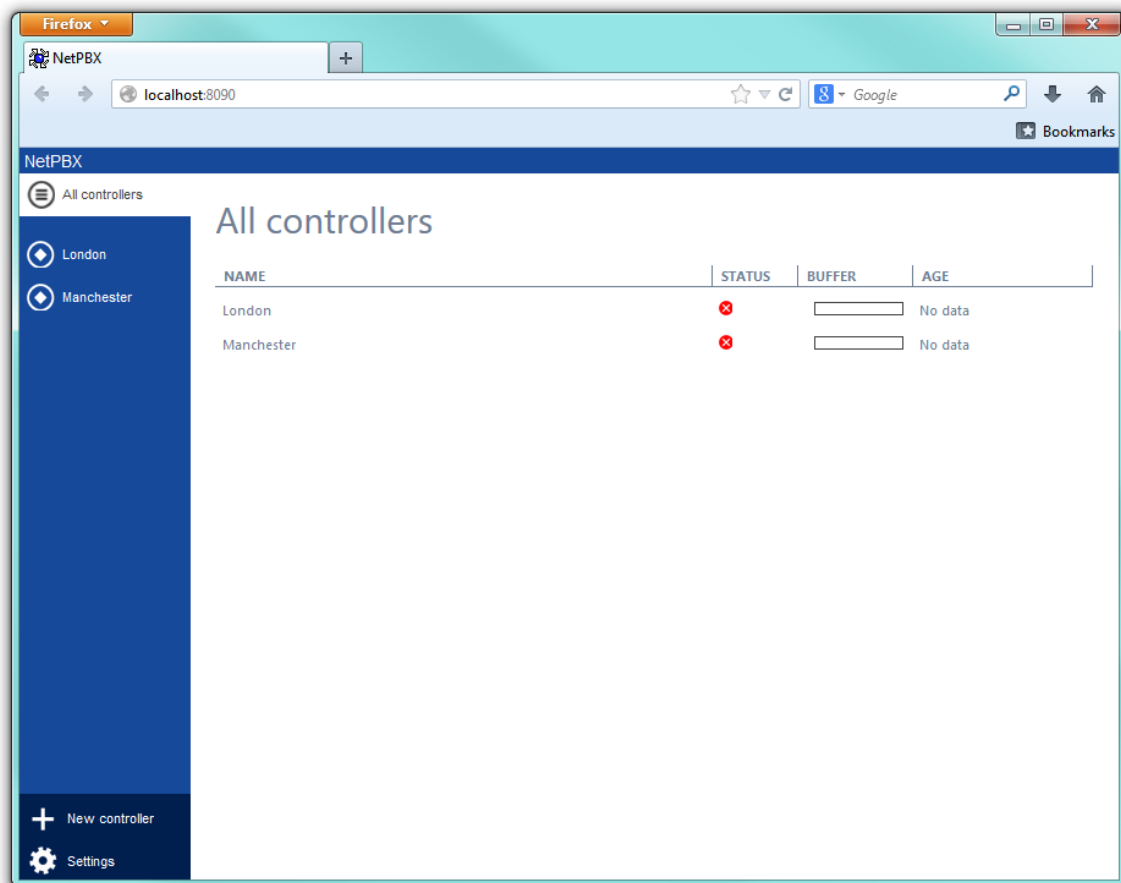 Firefox
NetPBX
localhost:8090
8 Google
Bookmarks
NetPBX
All controllers
London
Manchester
New controller
Settings
All controllers
NAME STATUS BUFFER AGE
London No data
Manchester No data